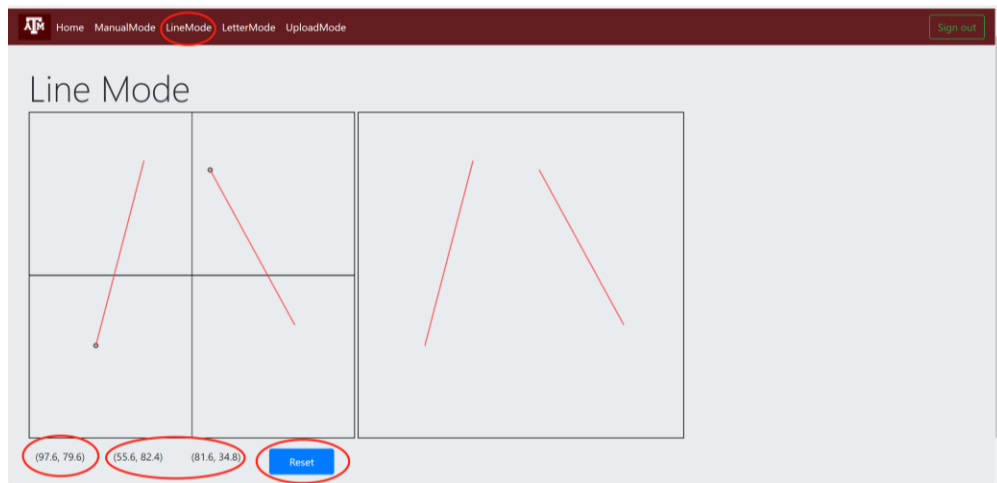 ATM Home ManualMode LineMode LetterMode UploadMode Sign out
Line Mode
(97.6, 79.6) (55.6, 82.4) (81.6, 34.8) Reset